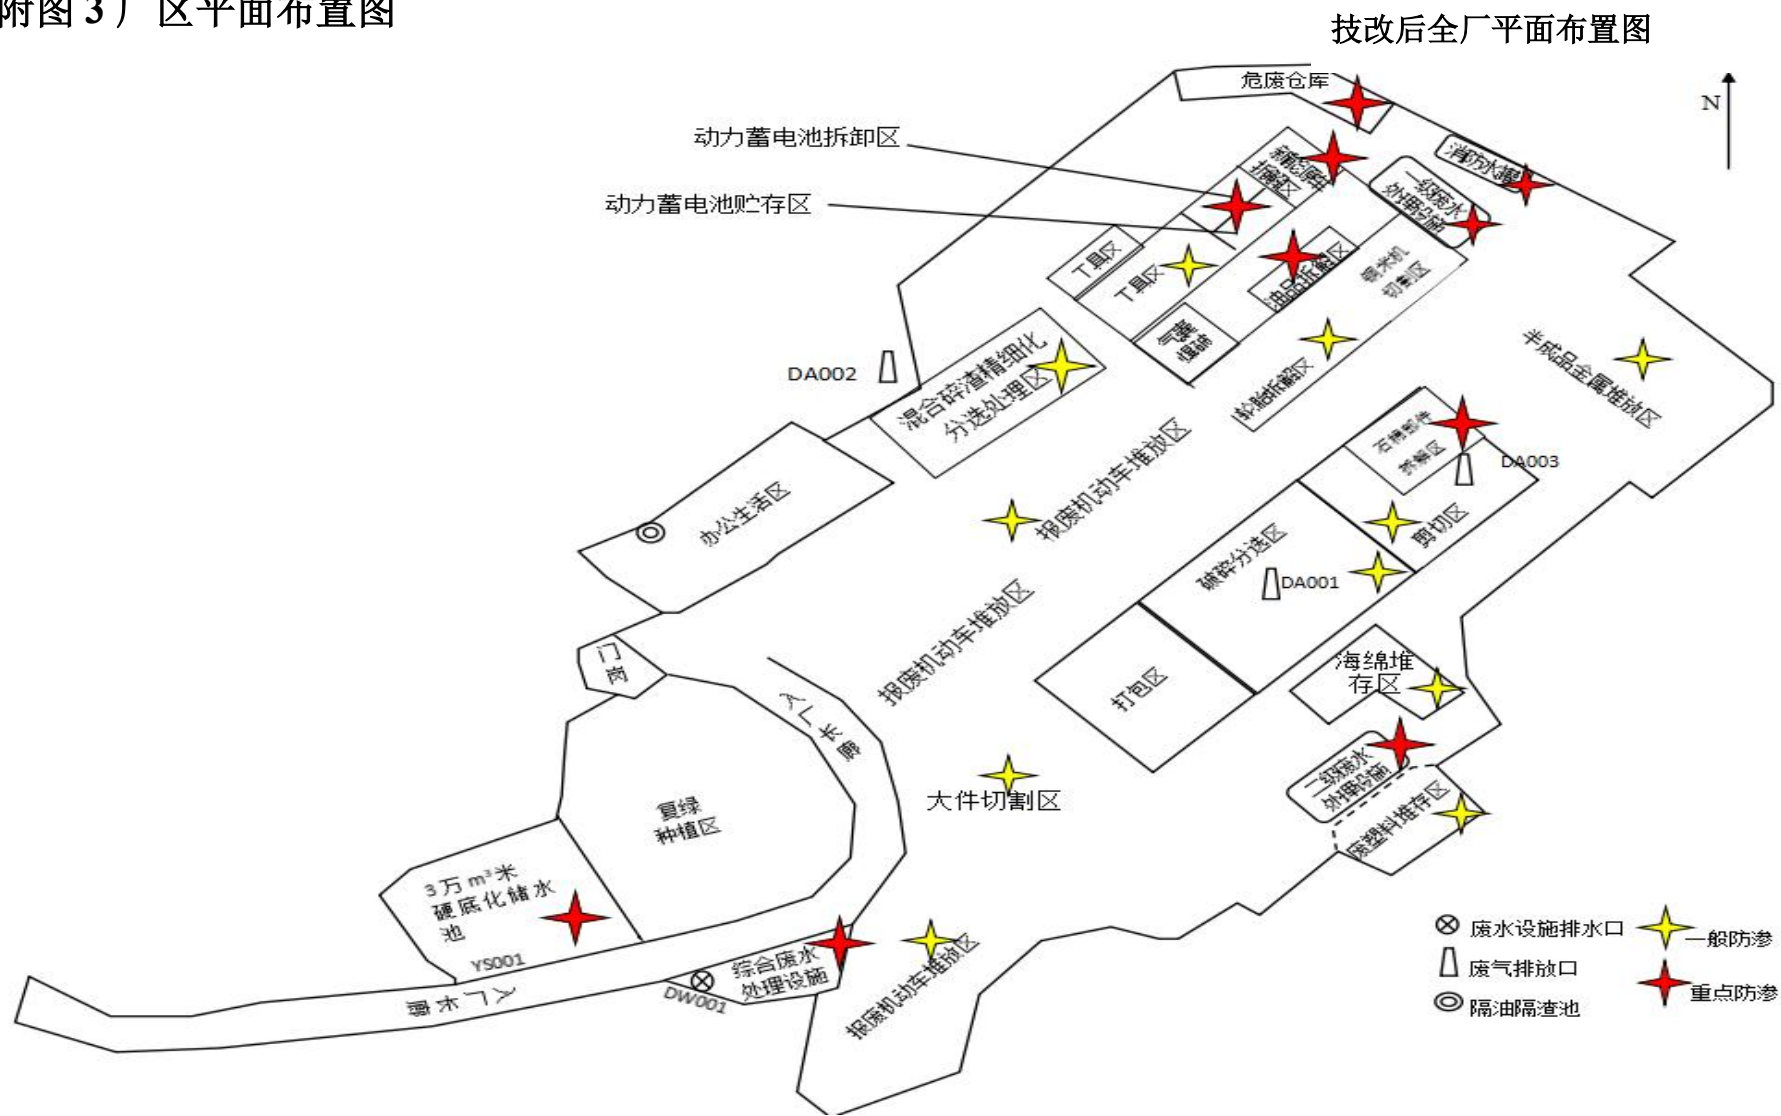 附图 3 厂区平面布置图
技改后全厂平面布置图
危废仓库
N
动力蓄电池拆卸区
消防水罐
一级废水
处理设施
动力蓄电池贮存区
工具区
工具区
油品拆解区
切割区
气囊
引爆
DA002
混合碎渣精细化
分选处理区
轮胎拆解区
半成品金属堆放区
石棉部件
拆解区
DA003
报废机动车堆放区
办公生活区
剪切区
破碎分选区
DA001
报废机动车堆放区
门岗
海绵堆
存区
打包区
入厂长廊
二级废水
处理设施
大件切割区
废塑料堆存区
复绿
种植区
3万 m³米
硬底化储水
池
YS001
综合废水
处理设施
DW001
入厂长廊
报废机动车堆放区
废水设施排水口
一般防渗
废气排放口
重点防渗
隔油隔渣池